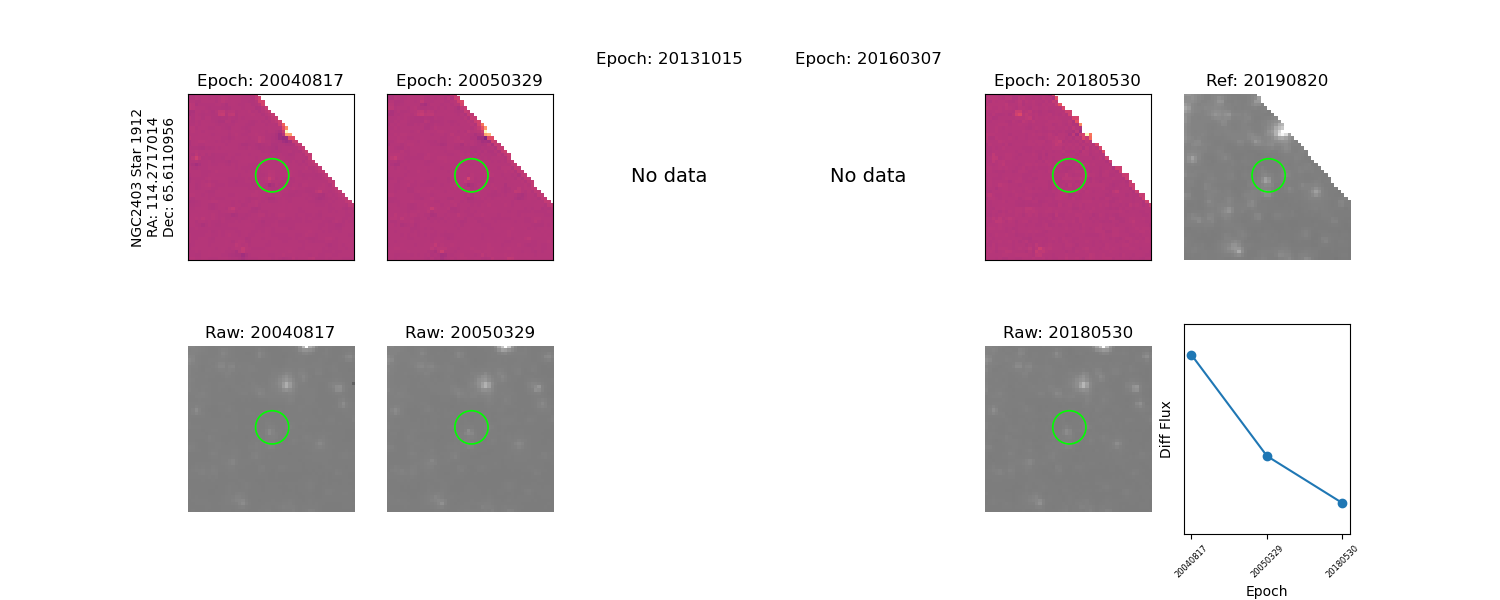 Epoch: 20131015
Epoch: 20160307
Epoch: 20040817
Epoch: 20050329
Epoch: 20180530
Ref: 20190820
NGC2403 Star 1912
RA: 114.2717014
Dec: 65.6110956
No data
No data
Raw: 20040817
Raw: 20050329
Raw: 20180530
Diff Flux
20040817
20050329
20180530
Epoch